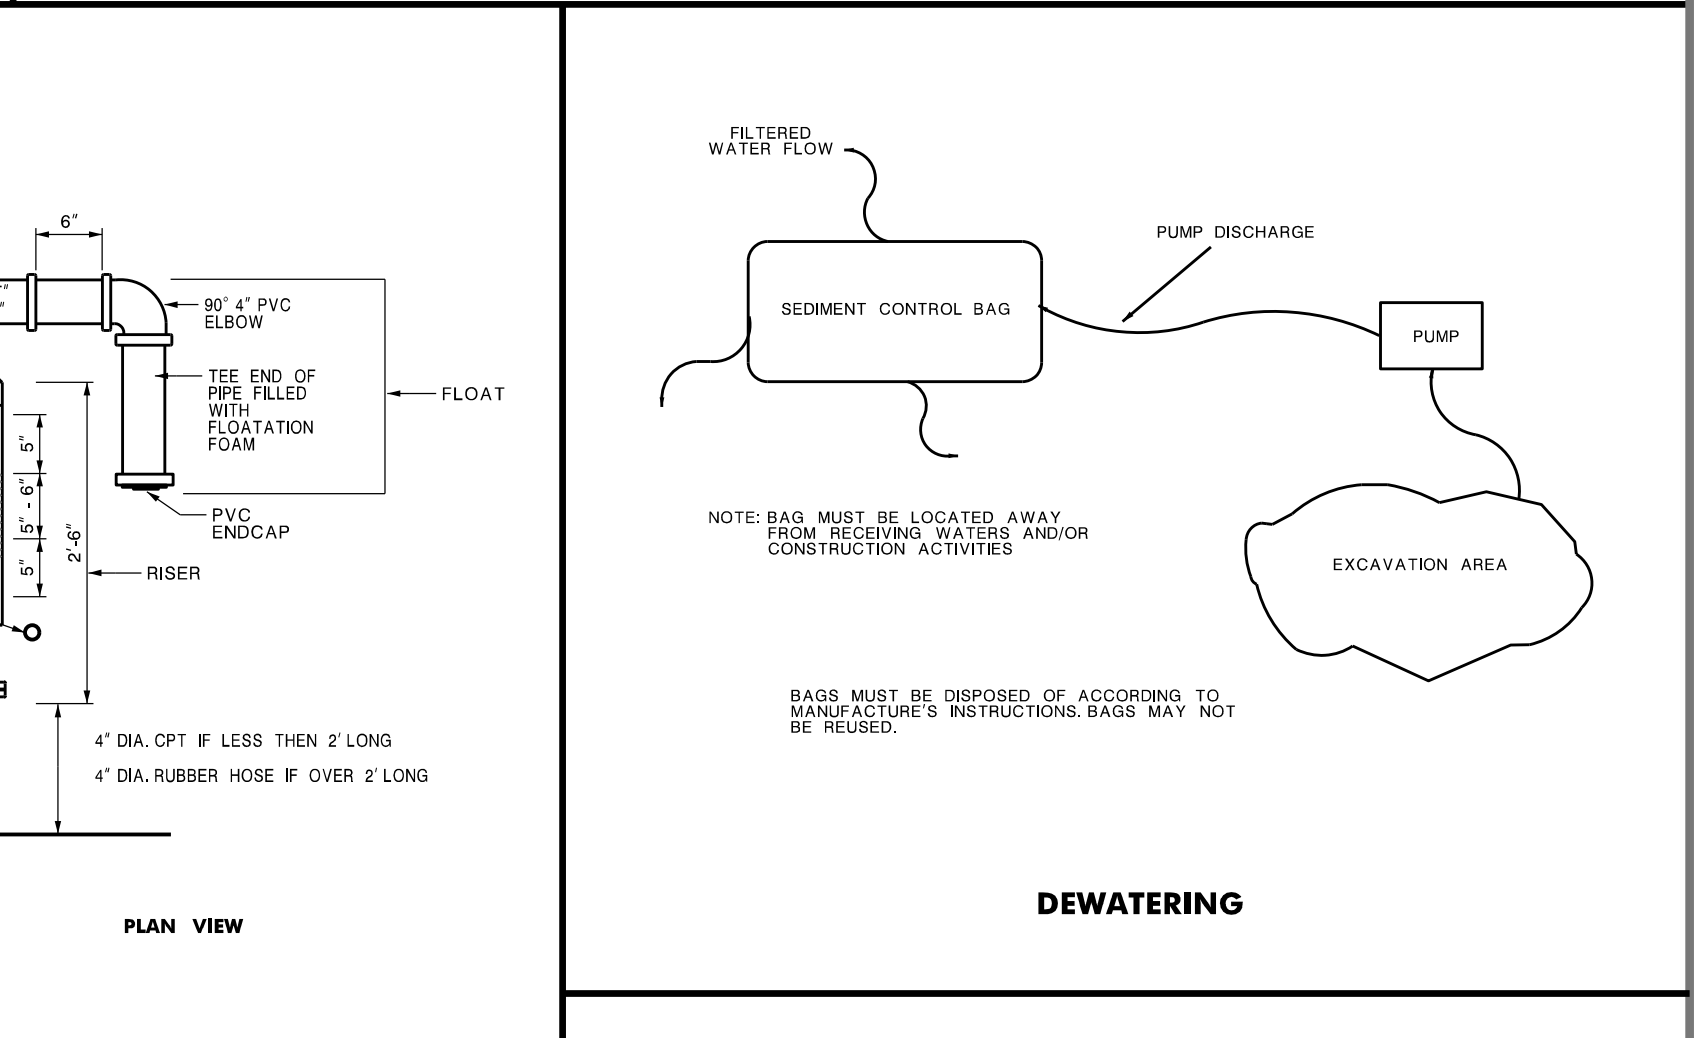 6"
90° 4" PVC
ELBOW
TEE END OF
PIPE FILLED
WITH
FLOATATION
FOAM
FLOAT
5"
5" - 6"
5"
2'-6"
PVC
ENDCAP
RISER
4" DIA. CPT IF LESS THEN 2' LONG
4" DIA. RUBBER HOSE IF OVER 2' LONG
PLAN VIEW
FILTERED
WATER FLOW
PUMP DISCHARGE
SEDIMENT CONTROL BAG
PUMP
NOTE: BAG MUST BE LOCATED AWAY
FROM RECEIVING WATERS AND/OR
CONSTRUCTION ACTIVITIES
EXCAVATION AREA
BAGS MUST BE DISPOSED OF ACCORDING TO
MANUFACTURE'S INSTRUCTIONS. BAGS MAY NOT
BE REUSED.
DEWATERING